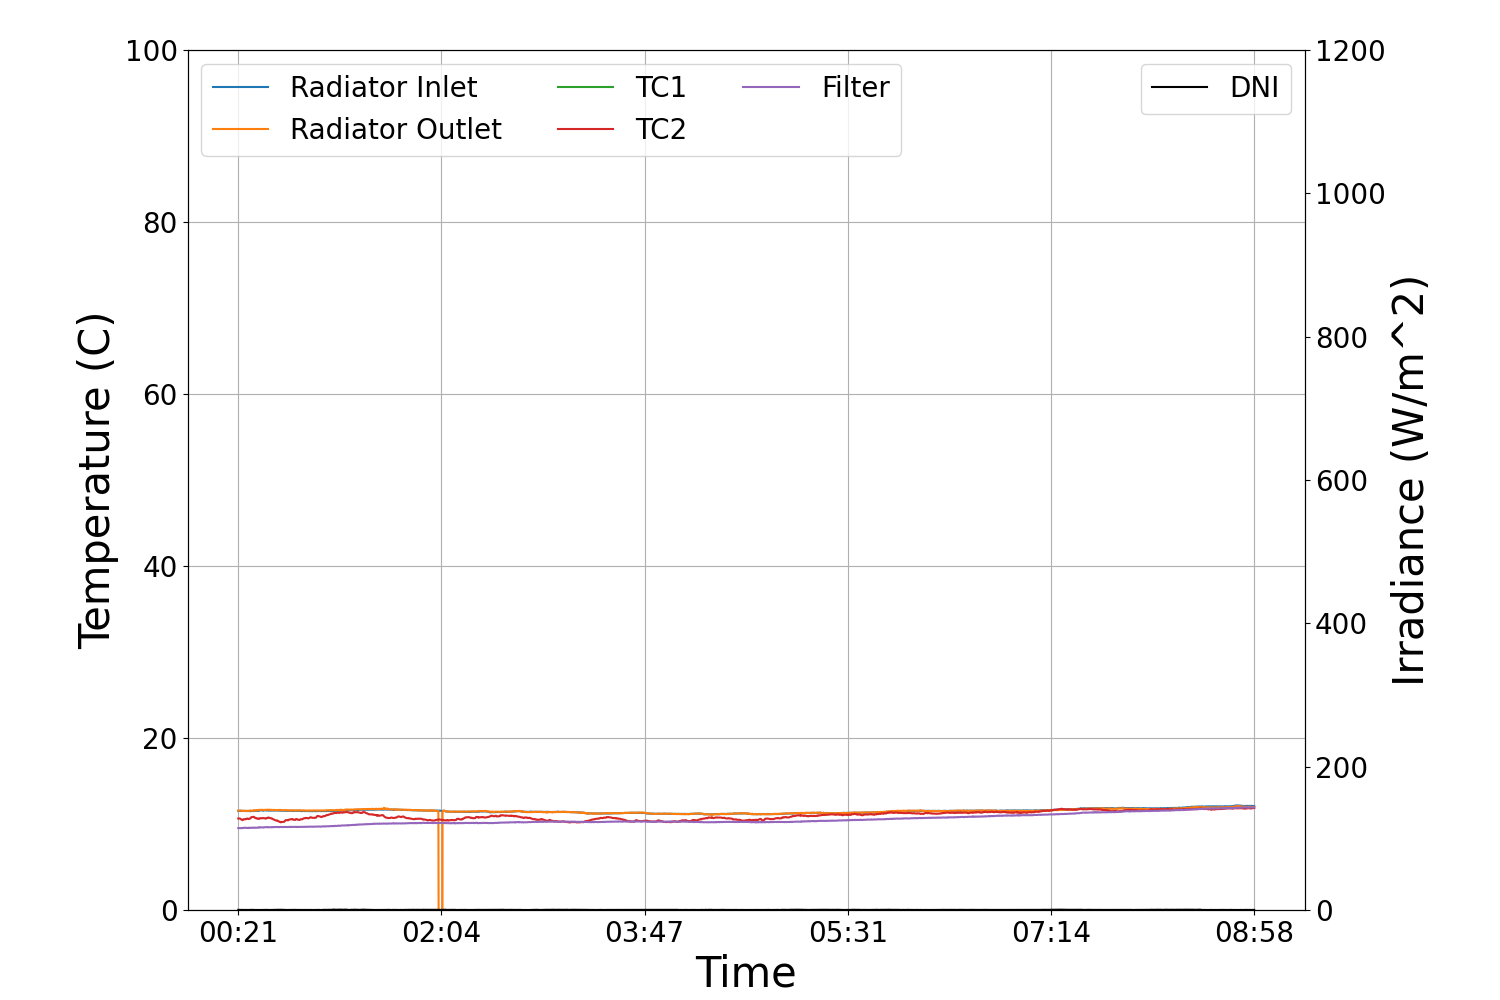 Radiator Inlet
Radiator Outlet
TC1
TC2
Filter
DNI
Temperature (C)
100
80
60
40
20
0
Irradiance (W/m^2)
1200
1000
800
600
400
200
0
00:21 02:04 03:47 05:31 07:14 08:58
Time